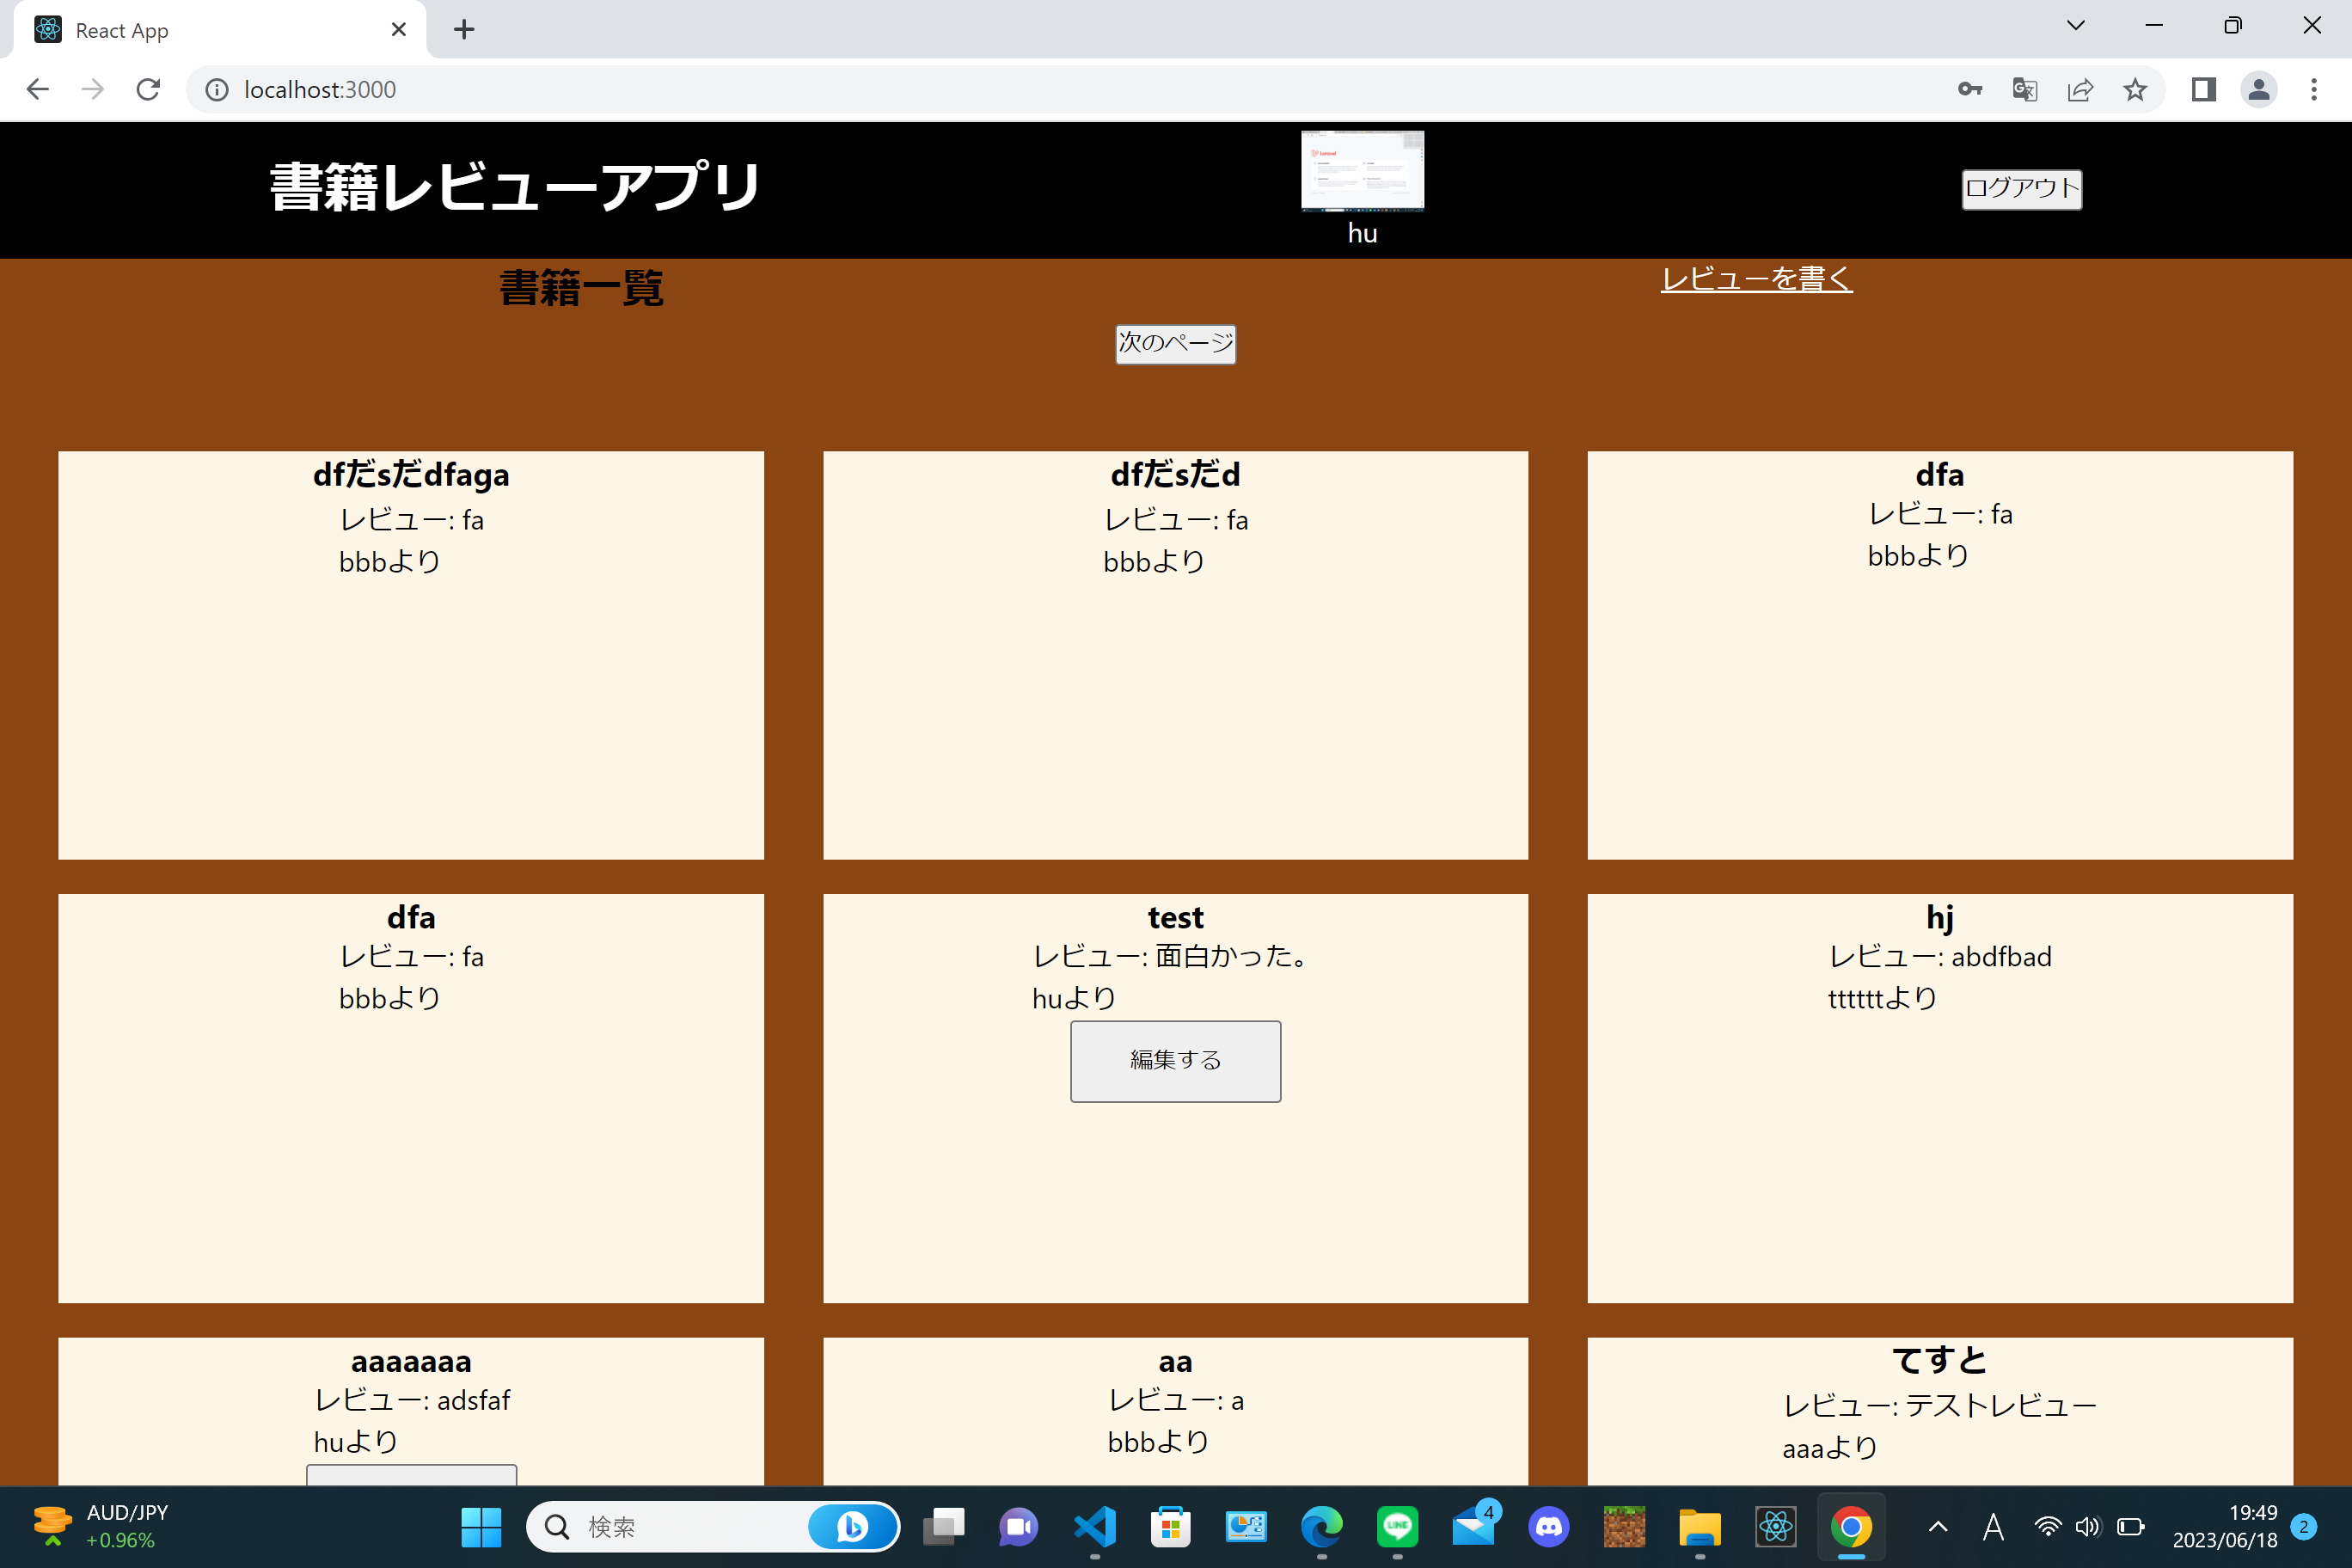 React App
localhost:3000
書籍レビューアプリ
hu
ログアウト
書籍一覧
レビューを書く
次のページ
dfだsだdfaga
レビュー: fa
bbbより
dfだsだd
レビュー: fa
bbbより
dfa
レビュー: fa
bbbより
dfa
レビュー: fa
bbbより
test
レビュー: 面白かった。
huより
編集する
hj
レビュー: abdfbad
ttttttより
aaaaaaa
レビュー: adsfaf
huより
aa
レビュー: a
bbbより
てすと
レビュー: テストレビュー
aaaより
AUD/JPY
+0.96%
検索
LINE
4
A
19:49
2023/06/18
2